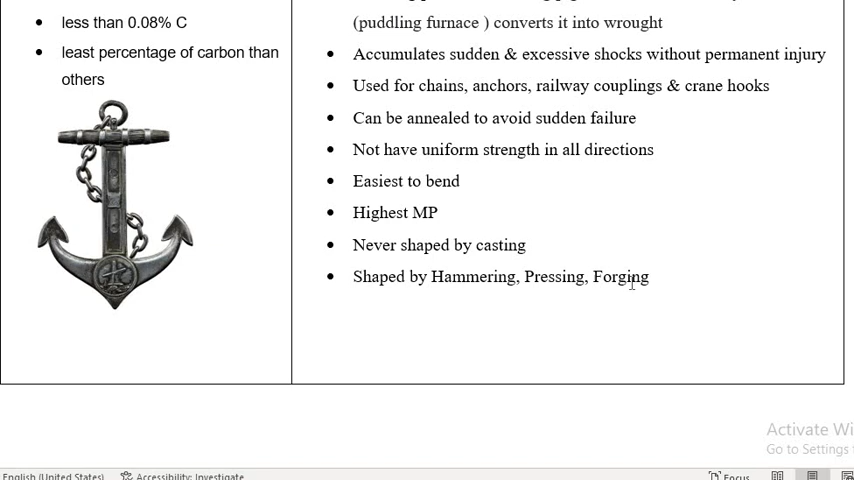 less than 0.08% C
least percentage of carbon than
others
(puddling furnace ) converts it into wrought
• Accumulates sudden & excessive shocks without permanent injury
• Used for chains, anchors, railway couplings & crane hooks
• Can be annealed to avoid sudden failure
• Not have uniform strength in all directions
• Easiest to bend
• Highest MP
• Never shaped by casting
• Shaped by Hammering, Pressing, Forging
Activate Wi
Go to Settings
English (United States) Accessibility: Investigate
Focus